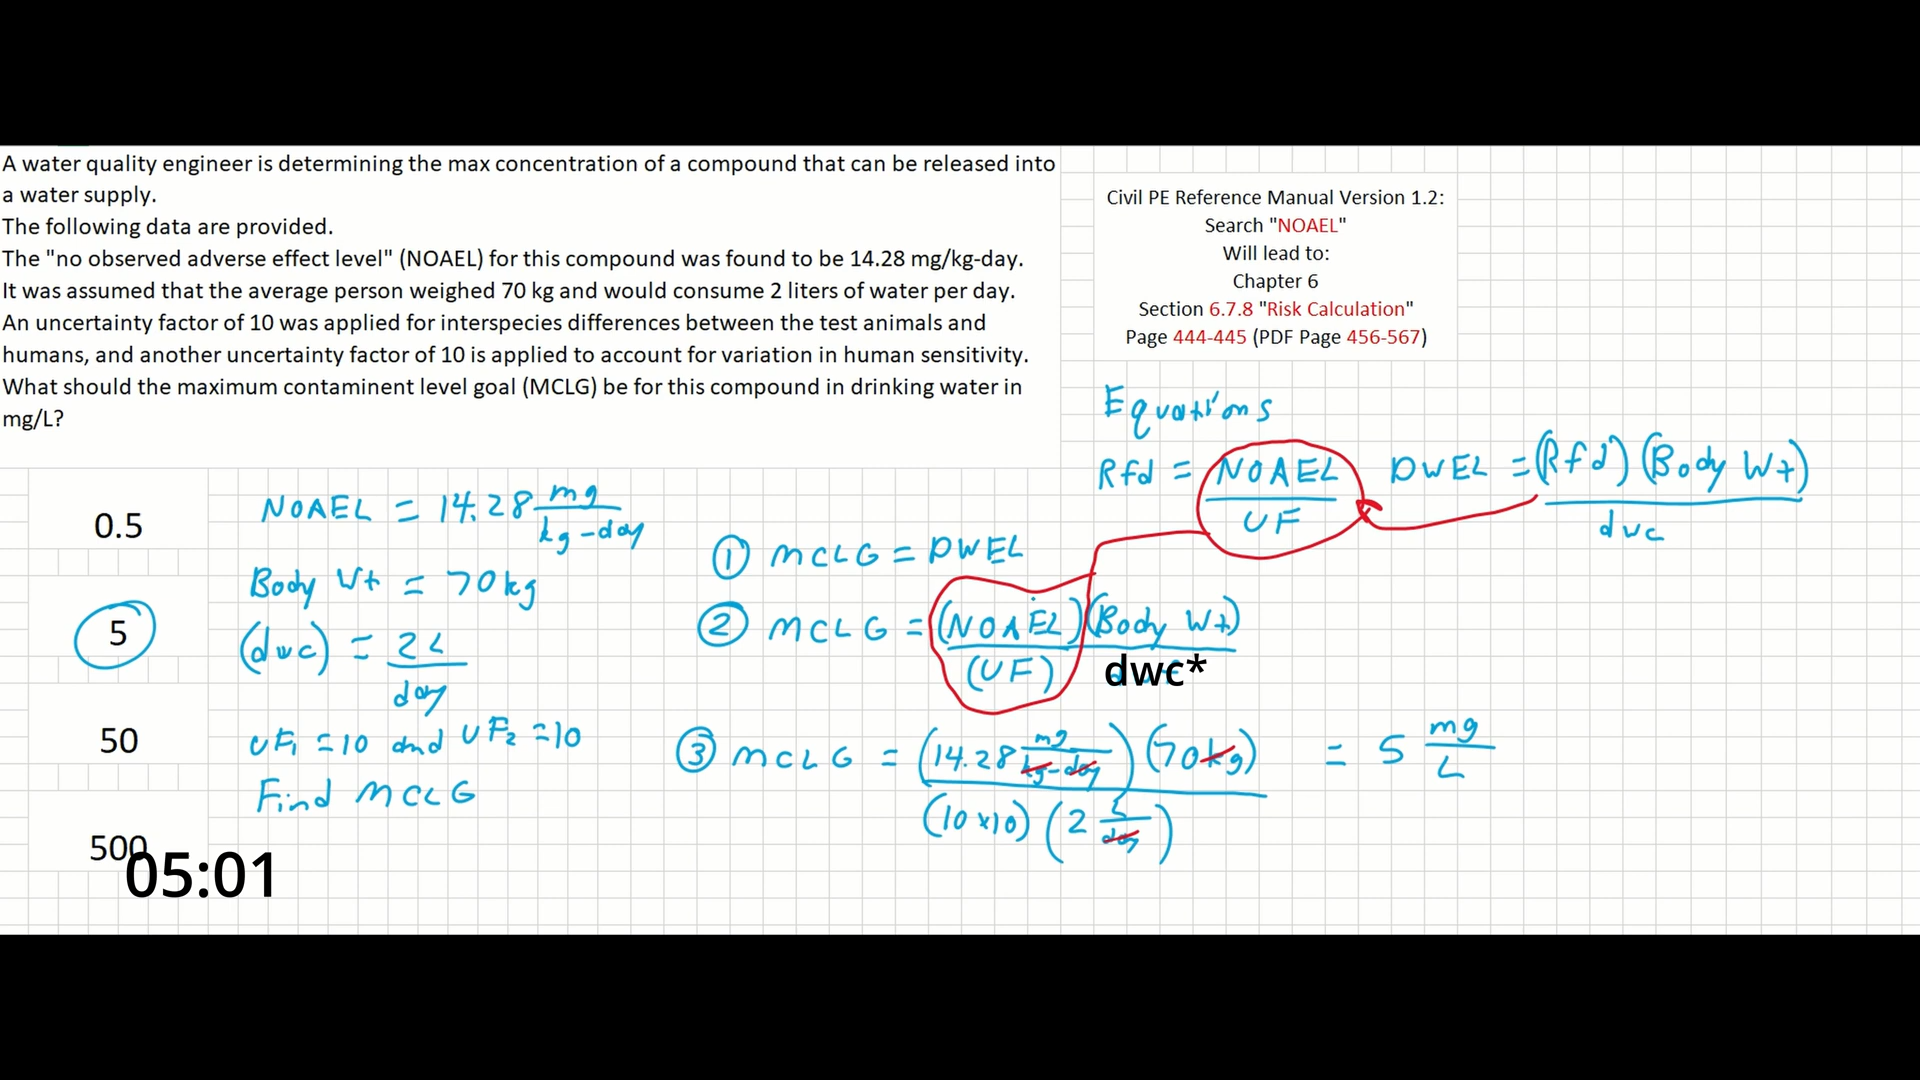 A water quality engineer is determining the max concentration of a compound that can be released into
a water supply.
The following data are provided.
The "no observed adverse effect level" (NOAEL) for this compound was found to be 14.28 mg/kg-day.
It was assumed that the average person weighed 70 kg and would consume 2 liters of water per day.
An uncertainty factor of 10 was applied for interspecies differences between the test animals and
humans, and another uncertainty factor of 10 is applied to account for variation in human sensitivity.
What should the maximum contaminent level goal (MCLG) be for this compound in drinking water in
mg/L?
Civil PE Reference Manual Version 1.2:
Search "NOAEL"
Will lead to:
Chapter 6
Section 6.7.8 "Risk Calculation"
Page 444-445 (PDF Page 456-567)
Equations
Rfd = NOAEL / UF
DWEL = (Rfd) (Body Wt) / dwc
0.5
5
50
500
NOAEL = 14.28 mg / kg-day
Body Wt = 70 kg
(dwc) = 2 L / day
UF1 = 10 and UF2 = 10
Find MCLG
① MCLG = DWEL
② MCLG = (NOAEL) (Body Wt) / (UF) dwc*
③ MCLG = (14.28 mg / kg-day) (70 kg) / (10 x 10) (2 L / day) = 5 mg / L
05:01